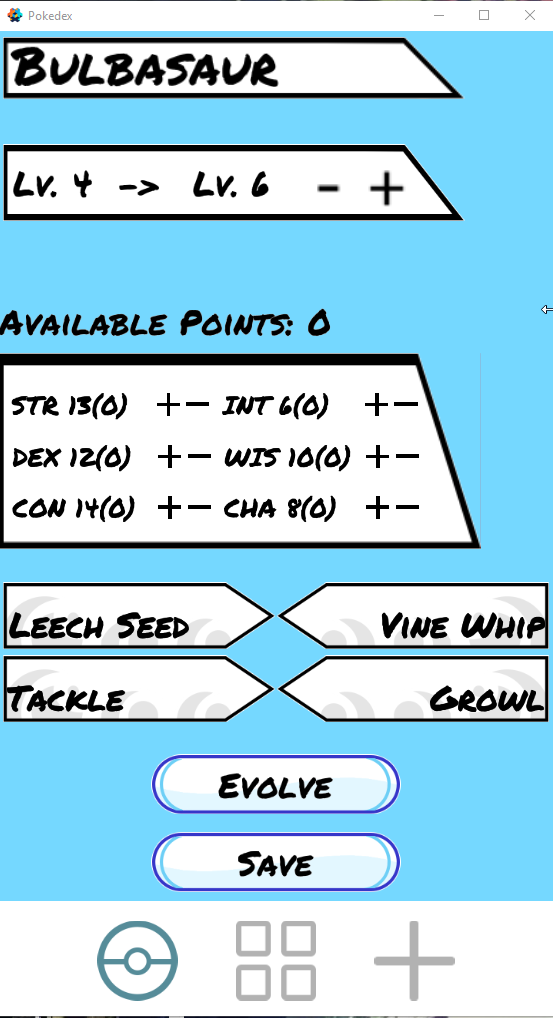 Pokedex
BULBASAUR
LV. 4 -> LV. 6 - +
AVAILABLE POINTS: 0
STR 13(0) + - INT 6(0) + -
DEX 12(0) + - WIS 10(0) + -
CON 14(0) + - CHA 8(0) + -
LEECH SEED VINE WHIP
TACKLE GROWL
EVOLVE
SAVE